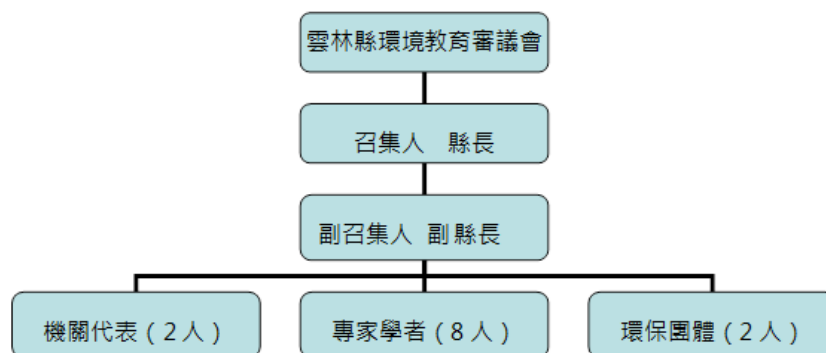 雲林縣環境教育審議會
召集人 縣長
副召集人 副縣長
機關代表（2人）
專家學者（8人）
環保團體（2人）